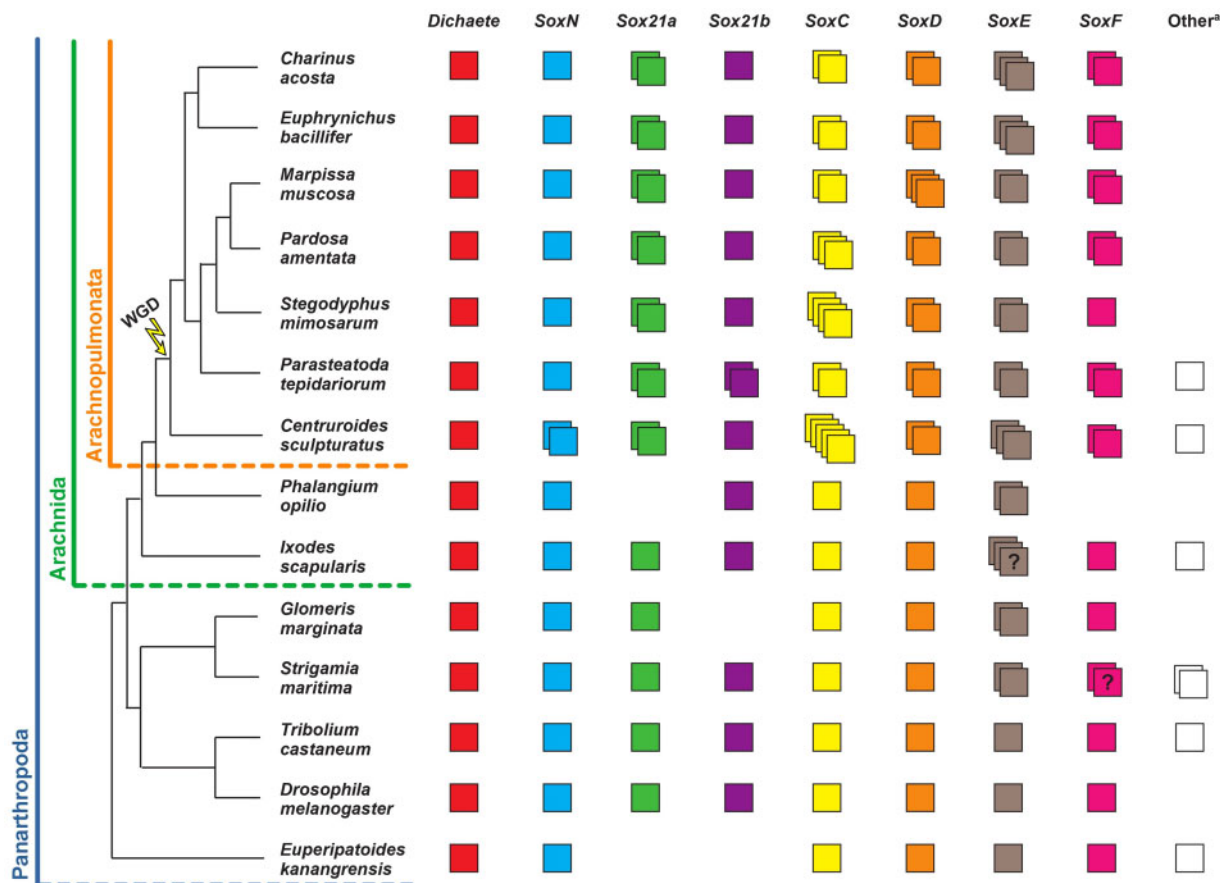 Dichaete SoxN Sox21a Sox21b SoxC SoxD SoxE SoxF Otherᵃ
Charinus
acosta
Euphrynichus
bacillifer
Marpissa
muscosa
Pardosa
amentata
Stegodyphus
mimosarum
WGD
Parasteatoda
tepidariorum
Centruroides
sculpturatus
Arachnopulmonata
Phalangium
opilio
Arachnida
Ixodes
scapularis
?
Glomeris
marginata
Strigamia
maritima
?
Tribolium
castaneum
Drosophila
melanogaster
Panarthropoda
Euperipatoides
kanangrensis